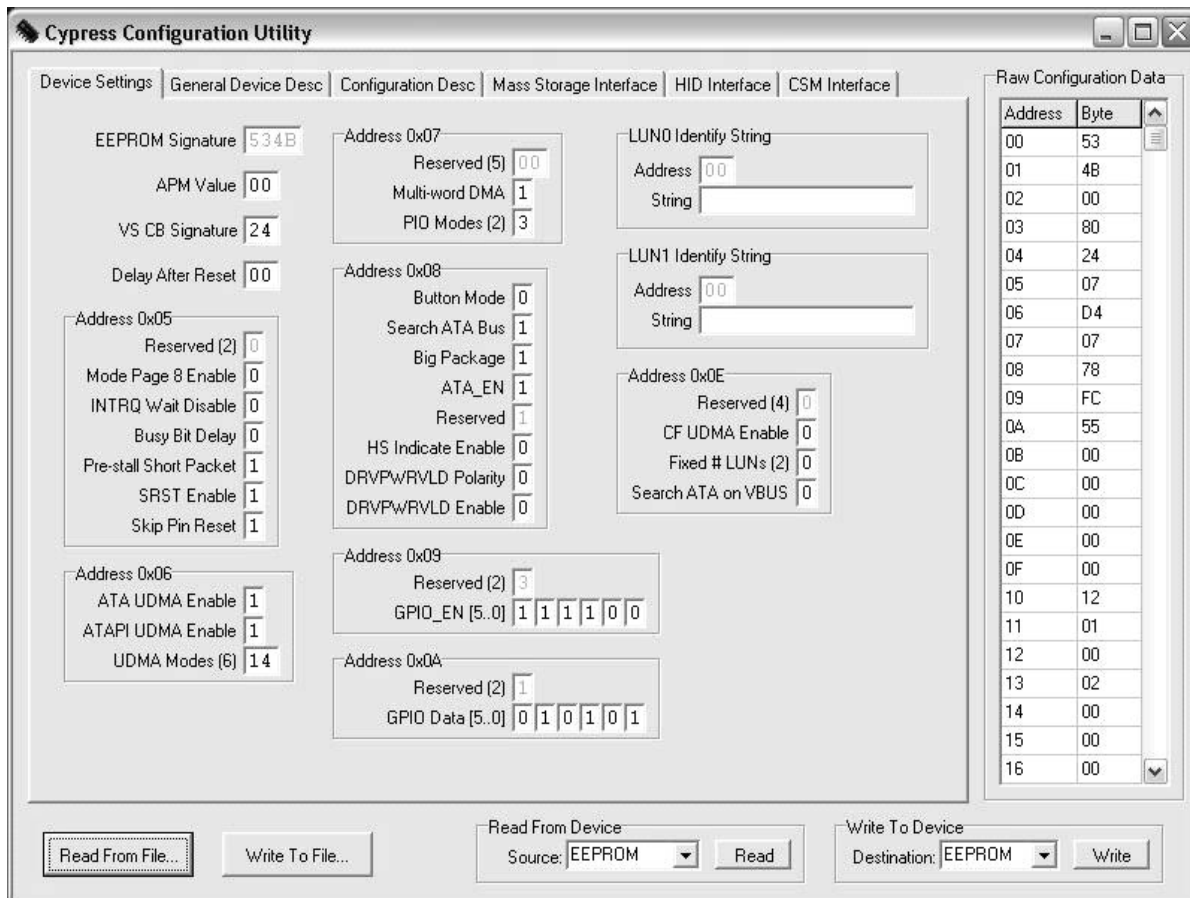 Cypress Configuration Utility
Device Settings
General Device Desc
Configuration Desc
Mass Storage Interface
HID Interface
CSM Interface
EEPROM Signature 534B
APM Value 00
VS CB Signature 24
Delay After Reset 00
Address 0x05
Reserved (2) 0
Mode Page 8 Enable 0
INTRQ Wait Disable 0
Busy Bit Delay 0
Pre-stall Short Packet 1
SRST Enable 1
Skip Pin Reset 1
Address 0x06
ATA UDMA Enable 1
ATAPI UDMA Enable 1
UDMA Modes (6) 14
Address 0x07
Reserved (5) 00
Multi-word DMA 1
PIO Modes (2) 3
Address 0x08
Button Mode 0
Search ATA Bus 1
Big Package 1
ATA_EN 1
Reserved 1
HS Indicate Enable 0
DRVPWRVLD Polarity 0
DRVPWRVLD Enable 0
Address 0x09
Reserved (2) 3
GPIO_EN [5..0] 1 1 1 1 0 0
Address 0x0A
Reserved (2) 1
GPIO Data [5..0] 0 1 0 1 0 1
LUN0 Identify String
Address 00
String
LUN1 Identify String
Address 00
String
Address 0x0E
Reserved (4) 0
CF UDMA Enable 0
Fixed # LUNs (2) 0
Search ATA on VBUS 0
Raw Configuration Data
Address Byte
00 53
01 4B
02 00
03 80
04 24
05 07
06 D4
07 07
08 78
09 FC
0A 55
0B 00
0C 00
0D 00
0E 00
0F 00
10 12
11 01
12 00
13 02
14 00
15 00
16 00
Read From File...
Write To File...
Read From Device
Source: EEPROM
Read
Write To Device
Destination: EEPROM
Write